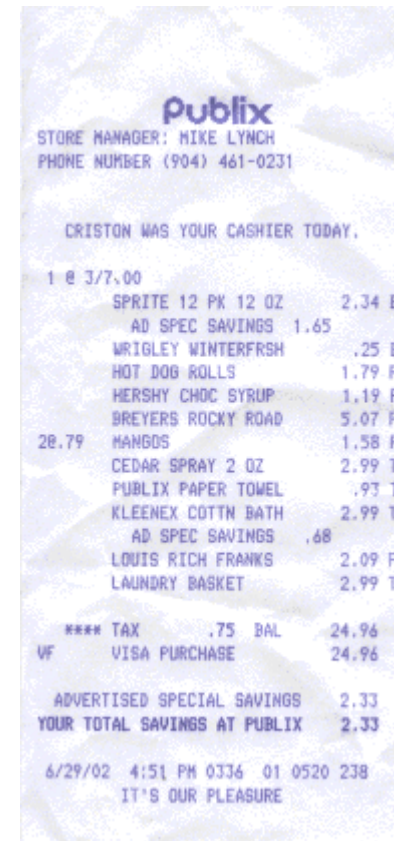 Publix
STORE MANAGER: MIKE LYNCH
PHONE NUMBER (904) 461-0231
CRISTON WAS YOUR CASHIER TODAY.
1 @ 3/7.00
SPRITE 12 PK 12 OZ 2.34 B
AD SPEC SAVINGS 1.65
WRIGLEY WINTERFRSH .25 B
HOT DOG ROLLS 1.79 F
HERSHY CHOC SYRUP 1.19 F
BREYERS ROCKY ROAD 5.07 F
2@.79 MANGOS 1.58 F
CEDAR SPRAY 2 OZ 2.99 T
PUBLIX PAPER TOWEL .93 T
KLEENEX COTTN BATH 2.99 T
AD SPEC SAVINGS .68
LOUIS RICH FRANKS 2.09 F
LAUNDRY BASKET 2.99 T
**** TAX .75 BAL 24.96
VF VISA PURCHASE 24.96
ADVERTISED SPECIAL SAVINGS 2.33
YOUR TOTAL SAVINGS AT PUBLIX 2.33
6/29/02 4:51 PM 0336 01 0520 238
IT'S OUR PLEASURE